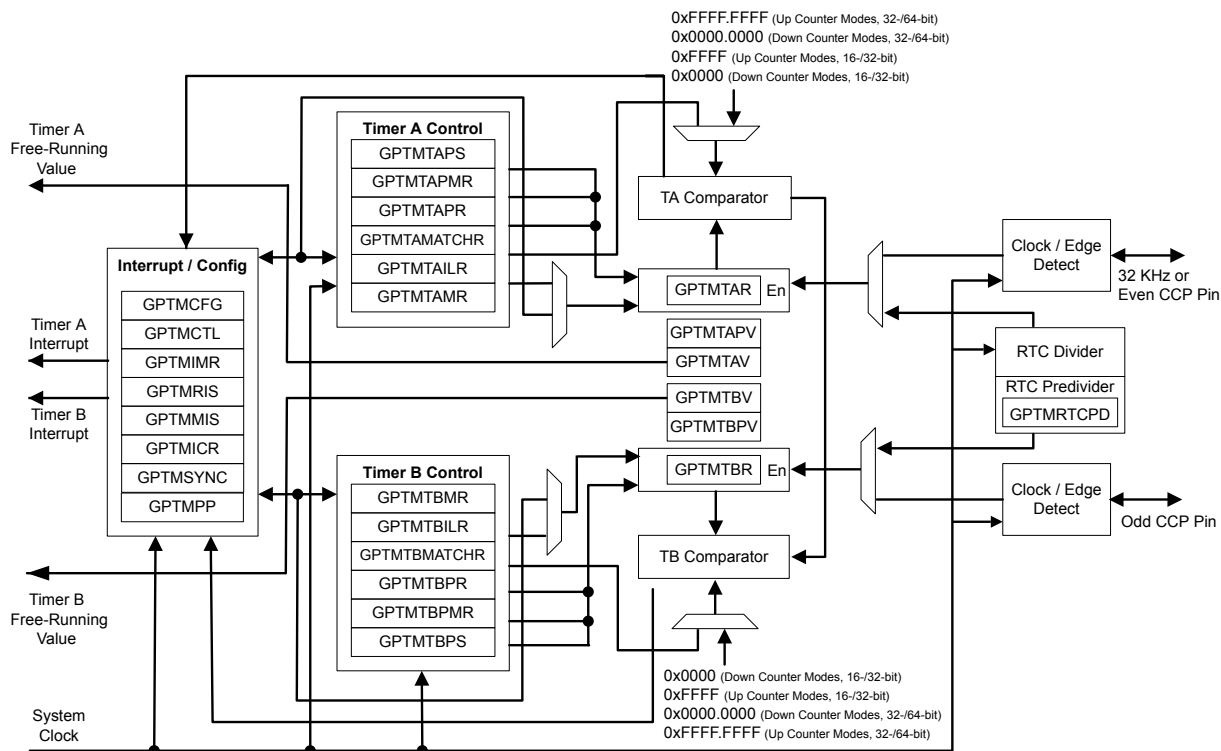 0xFFFF.FFFF (Up Counter Modes, 32-/64-bit)
0x0000.0000 (Down Counter Modes, 32-/64-bit)
0xFFFF (Up Counter Modes, 16-/32-bit)
0x0000 (Down Counter Modes, 16-/32-bit)
Timer A
Free-Running
Value
Timer A Control
GPTMTAPS
GPTMTAPMR
GPTMTAPR
GPTMTAMATCHR
GPTMTAILR
GPTMTAMR
TA Comparator
Clock / Edge
Detect
32 KHz or
Even CCP Pin
Interrupt / Config
GPTMCFG
GPTMCTL
GPTMIMR
GPTMRIS
GPTMMIS
GPTMICR
GPTMSYNC
GPTMPP
GPTMTAR
En
GPTMTAPV
GPTMTAV
GPTMTBV
GPTMTBPV
RTC Divider
RTC Predivider
GPTMRTCPD
Timer A
Interrupt
Timer B
Interrupt
Timer B Control
GPTMTBMR
GPTMTBILR
GPTMTBMATCHR
GPTMTBPR
GPTMTBPMR
GPTMTBPS
GPTMTBR
En
TB Comparator
Clock / Edge
Detect
Odd CCP Pin
Timer B
Free-Running
Value
0x0000 (Down Counter Modes, 16-/32-bit)
0xFFFF (Up Counter Modes, 16-/32-bit)
0x0000.0000 (Down Counter Modes, 32-/64-bit)
0xFFFF.FFFF (Up Counter Modes, 32-/64-bit)
System
Clock